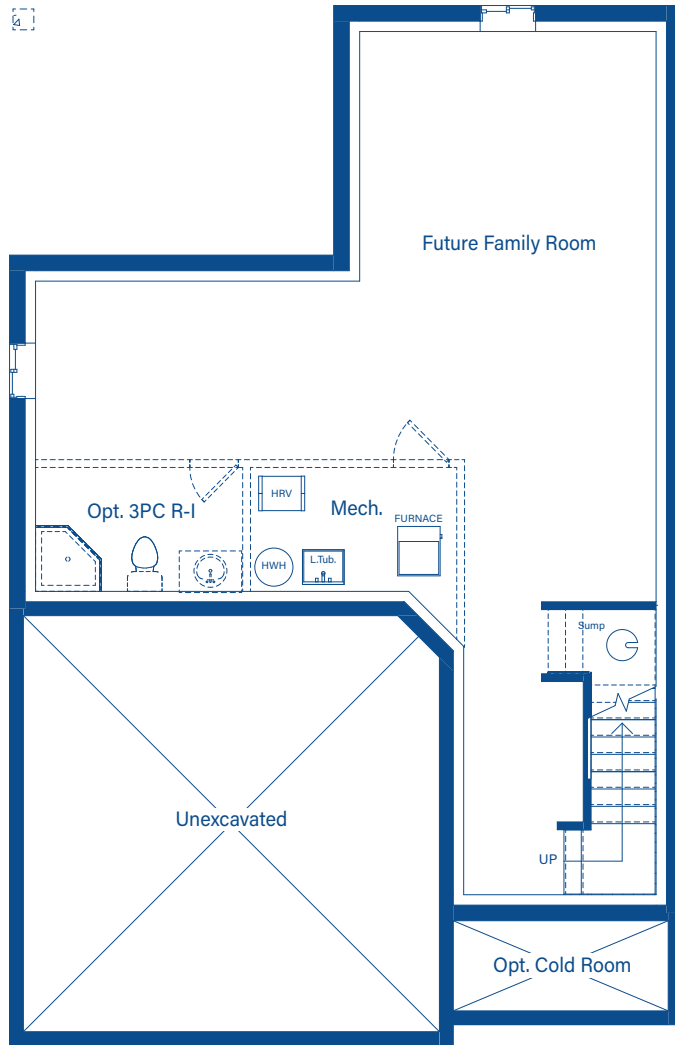 Future Family Room
HRV
Opt. 3PC R-I
Mech.
FURNACE
HWH
L.Tub.
Sump
Unexcavated
UP
Opt. Cold Room